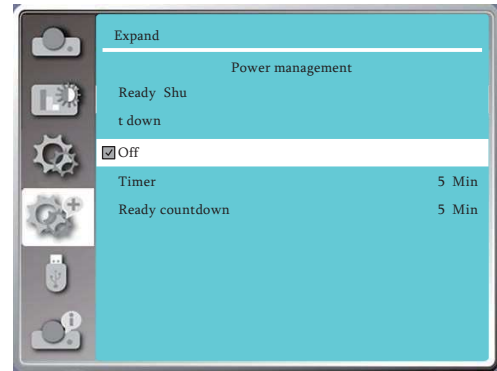 Expand
Power management
Ready Shu
t down
Off
Timer 5 Min
Ready countdown 5 Min